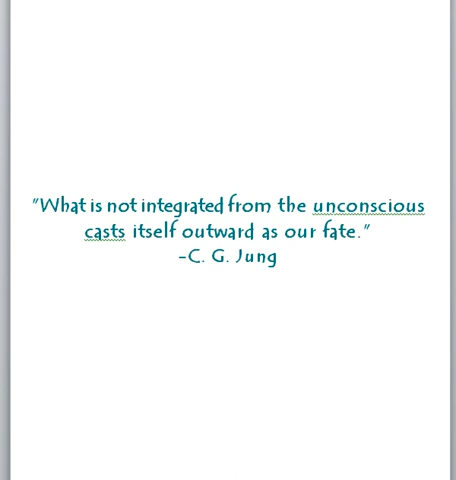 "What is not integrated from the unconscious
casts itself outward as our fate."
-C. G. Jung